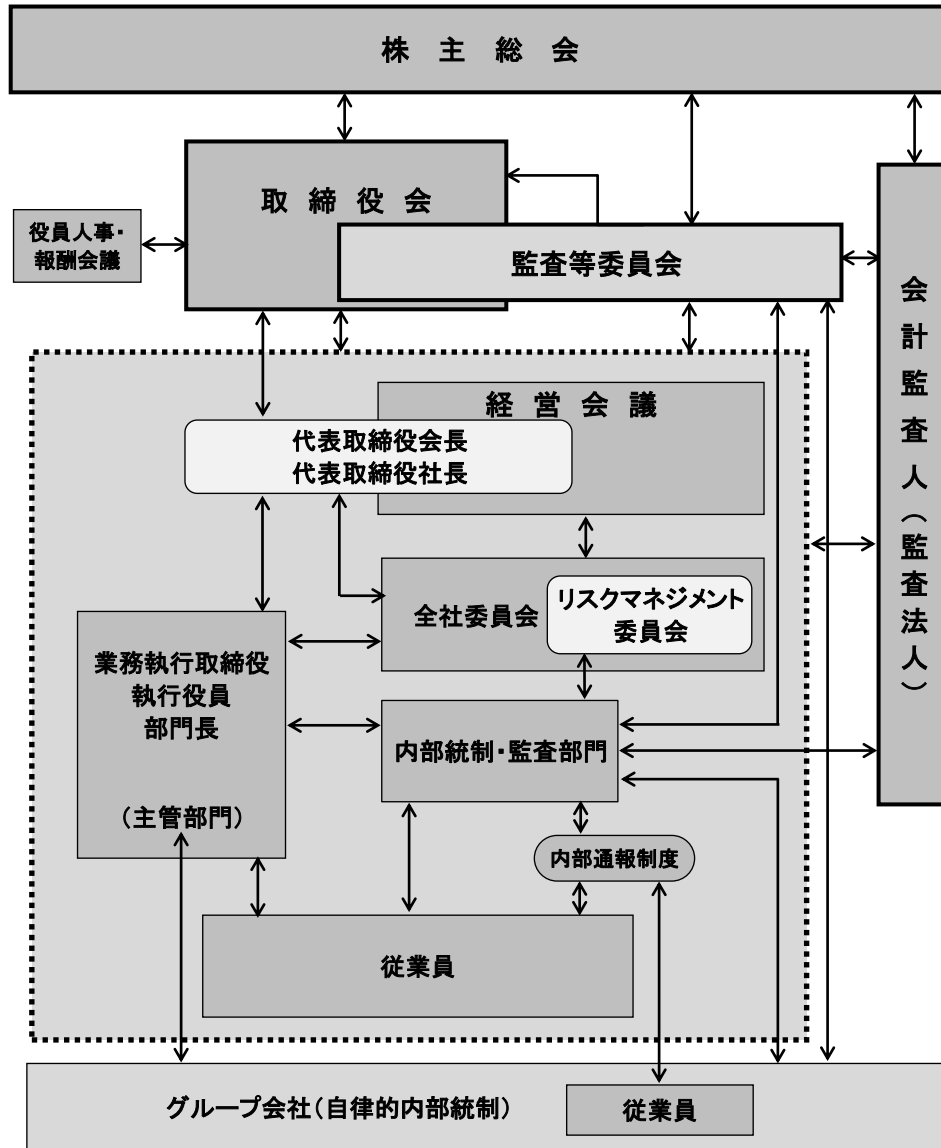 株主総会
取締役会
役員人事・
報酬会議
監査等委員会
会計監査人（監査法人）
経営会議
代表取締役会長
代表取締役社長
全社委員会
リスクマネジメント
委員会
業務執行取締役
執行役員
部門長
（主管部門）
内部統制・監査部門
内部通報制度
従業員
グループ会社（自律的内部統制）
従業員